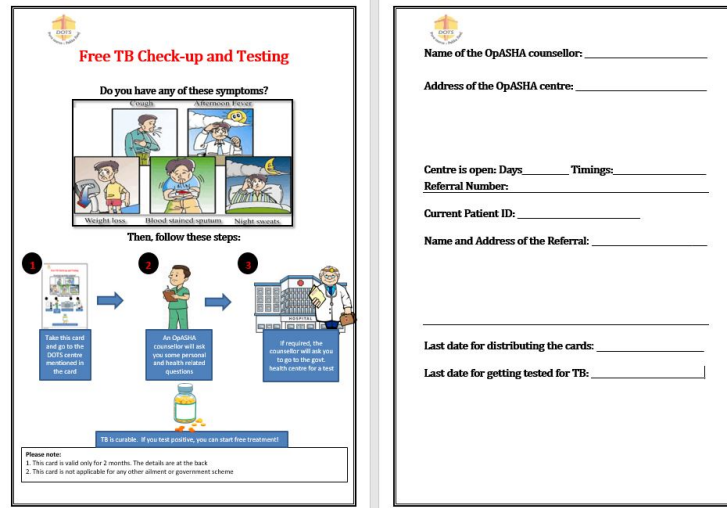 DOTS
Free TB Check-up and Testing
Do you have any of these symptoms?
Cough
Afternoon Fever
Weight loss
Blood stained sputum
Night sweats
Then, follow these steps:
1
2
3
HOSPITAL
Take this card
and go to the
DOTS centre
mentioned in
the card
An OpASHA
counsellor will ask
you some personal
and health related
questions
If required, the
counsellor will ask you
to go to the govt.
health centre for a test
TB is curable. If you test positive, you can start free treatment!
Please note:
1. This card is valid only for 2 months. The details are at the back
2. This card is not applicable for any other ailment or government scheme
DOTS
Name of the OpASHA counsellor:
Address of the OpASHA centre:
Centre is open: Days Timings:
Referral Number:
Current Patient ID:
Name and Address of the Referral:
Last date for distributing the cards:
Last date for getting tested for TB: